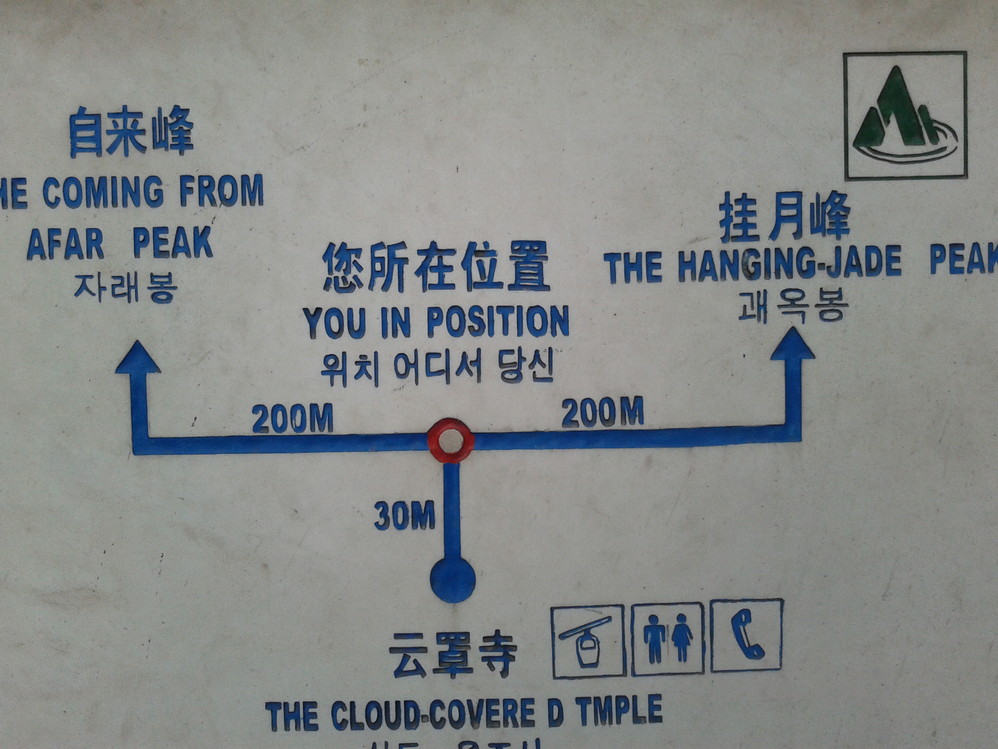 自来峰
HE COMING FROM
AFAR PEAK
자래봉
挂月峰
THE HANGING-JADE PEAK
괘옥봉
您所在位置
YOU IN POSITION
위치 어디서 당신
200M
200M
30M
云罩寺
THE CLOUD-COVERE D TMPLE